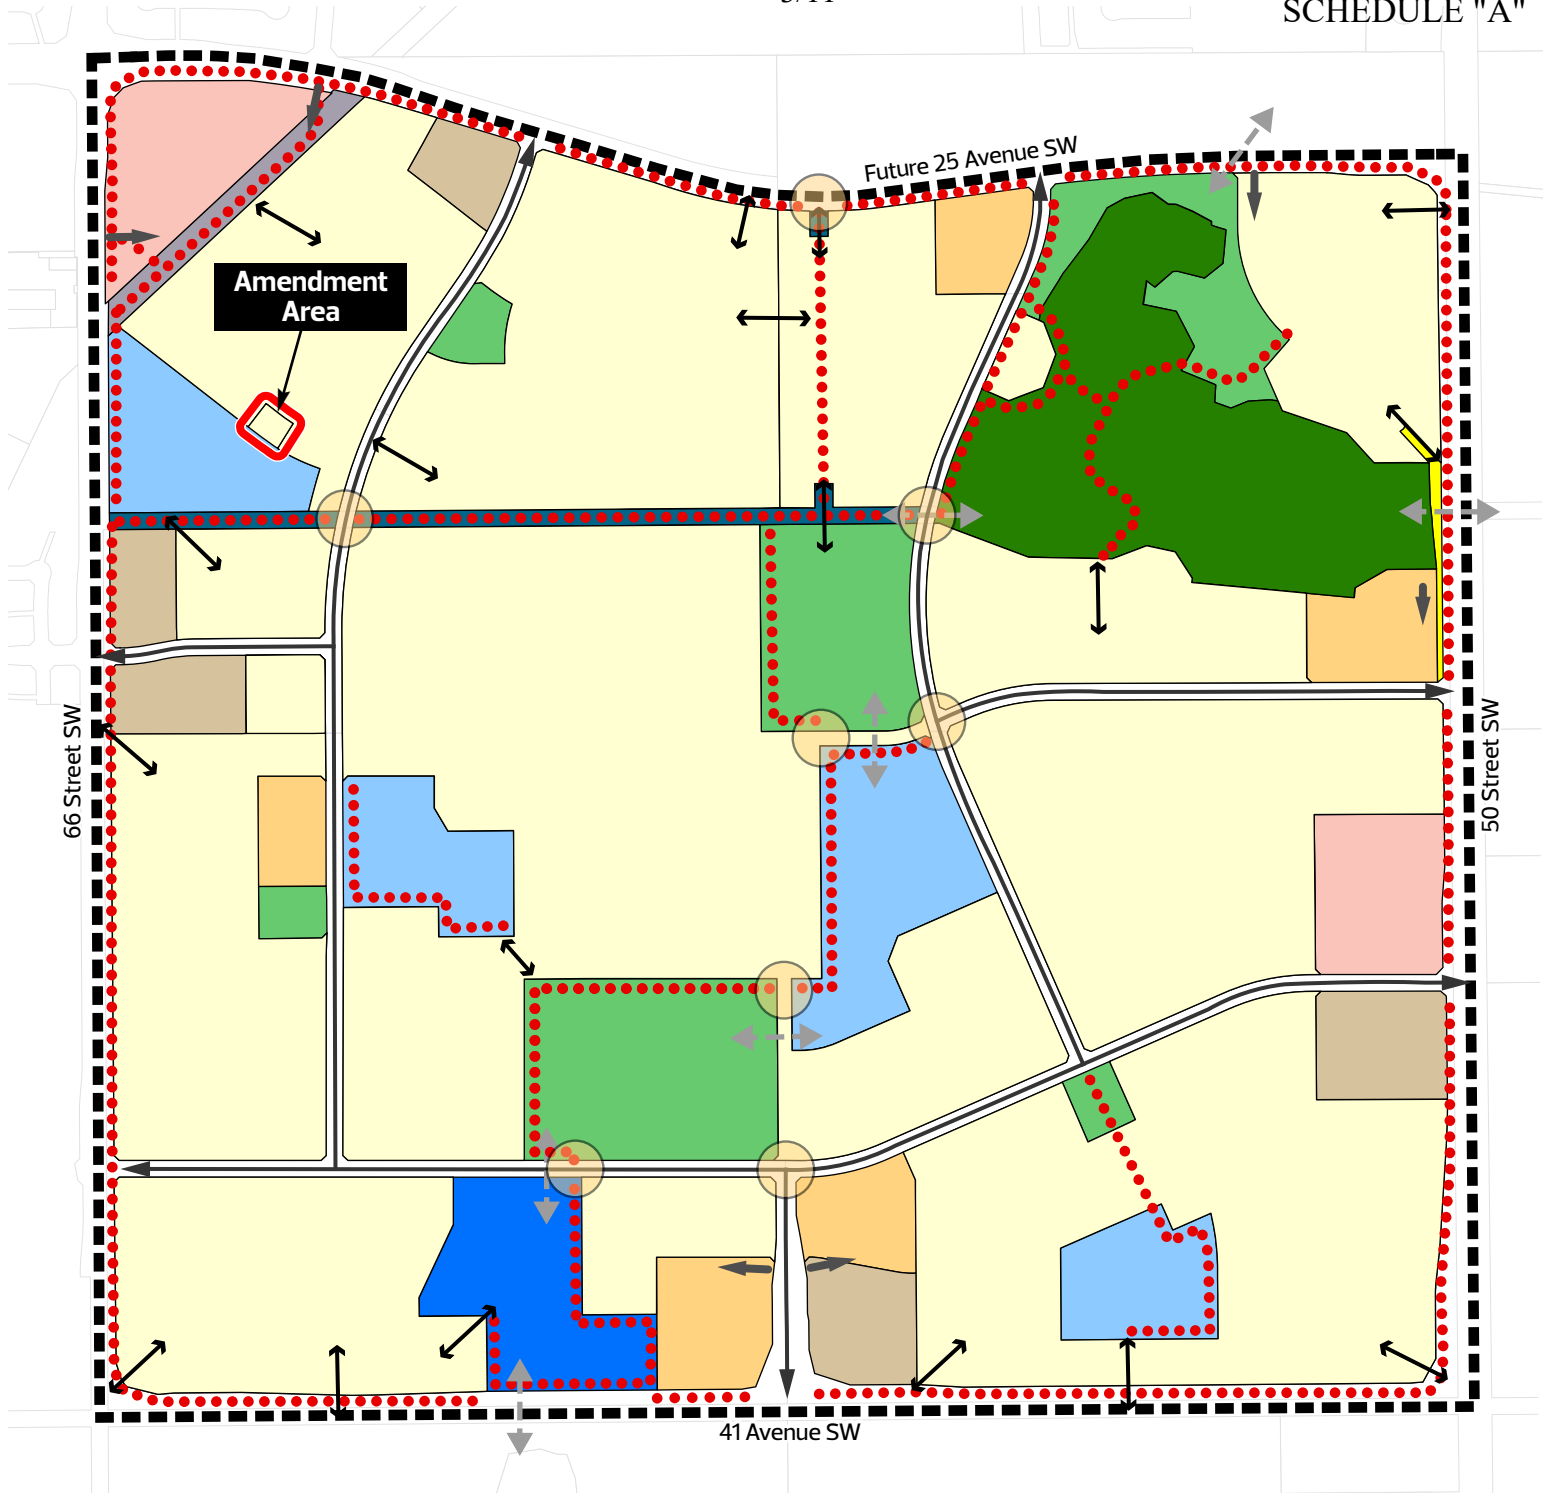 SCHEDULE "A"
Future 25 Avenue SW
Amendment
Area
66 Street SW
50 Street SW
41 Avenue SW